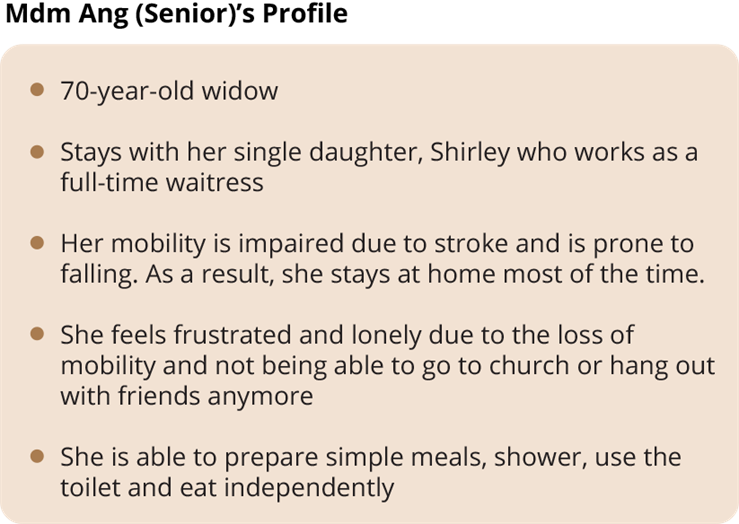 Mdm Ang (Senior)’s Profile
● 70-year-old widow
● Stays with her single daughter, Shirley who works as a
full-time waitress
● Her mobility is impaired due to stroke and is prone to
falling. As a result, she stays at home most of the time.
● She feels frustrated and lonely due to the loss of
mobility and not being able to go to church or hang out
with friends anymore
● She is able to prepare simple meals, shower, use the
toilet and eat independently